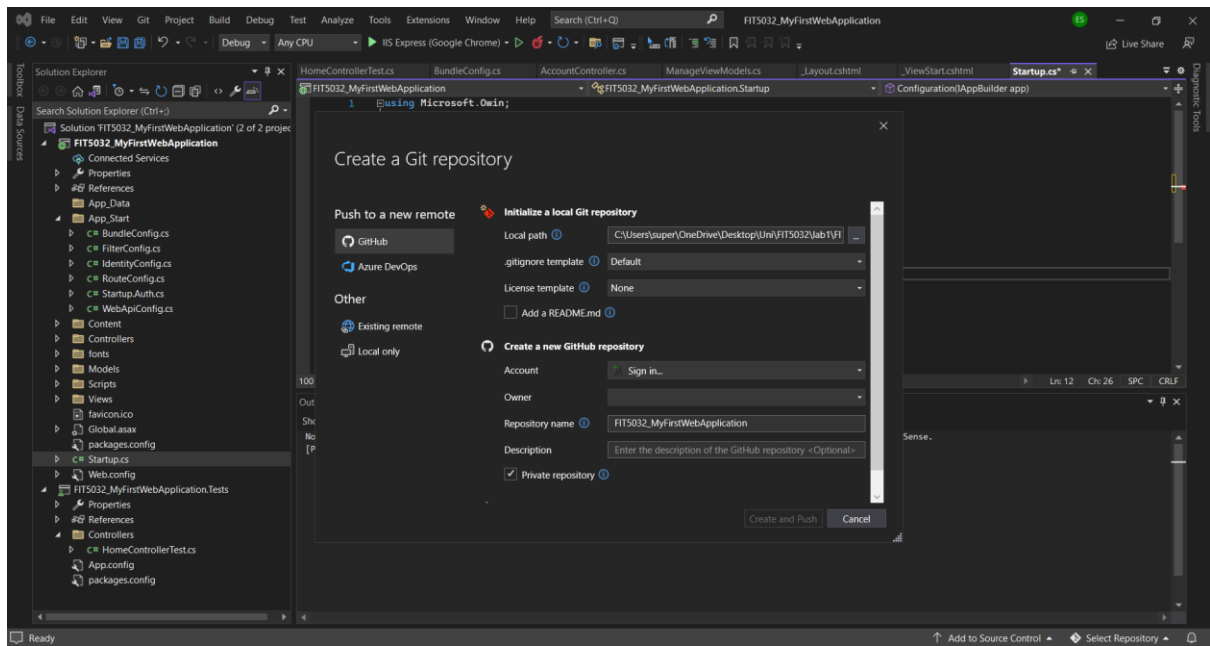 File Edit View Git Project Build Debug Test Analyze Tools Extensions Window Help Search (Ctrl+Q) FIT5032_MyFirstWebApplication ES
Debug Any CPU IIS Express (Google Chrome) Live Share
Toolbox
Data Sources
Solution Explorer
Search Solution Explorer (Ctrl+;)
Solution 'FIT5032_MyFirstWebApplication' (2 of 2 projec
FIT5032_MyFirstWebApplication
Connected Services
Properties
References
App_Data
App_Start
C# BundleConfig.cs
C# FilterConfig.cs
C# IdentityConfig.cs
C# RouteConfig.cs
C# Startup.Auth.cs
C# WebApiConfig.cs
Content
Controllers
fonts
Models
Scripts
Views
favicon.ico
Global.asax
packages.config
C# Startup.cs
Web.config
FIT5032_MyFirstWebApplication.Tests
Properties
References
Controllers
C# HomeControllerTest.cs
App.config
packages.config
HomeControllerTest.cs BundleConfig.cs AccountController.cs ManageViewModels.cs _Layout.cshtml _ViewStart.cshtml Startup.cs*
FIT5032_MyFirstWebApplication FIT5032_MyFirstWebApplication.Startup Configuration(IAppBuilder app)
1 using Microsoft.Owin;
Create a Git repository
Push to a new remote
GitHub
Azure DevOps
Other
Existing remote
Local only
Initialize a local Git repository
Local path C:\Users\super\OneDrive\Desktop\Uni\FIT5032\lab1\FI ...
.gitignore template Default
License template None
Add a README.md
Create a new GitHub repository
Account Sign in...
Owner
Repository name FIT5032_MyFirstWebApplication
Description Enter the description of the GitHub repository <Optional>
Private repository
Create and Push Cancel
100
Ln: 12 Ch: 26 SPC CRLF
Out
Sho
No
[P
Sense.
Diagnostic Tools
Ready Add to Source Control Select Repository